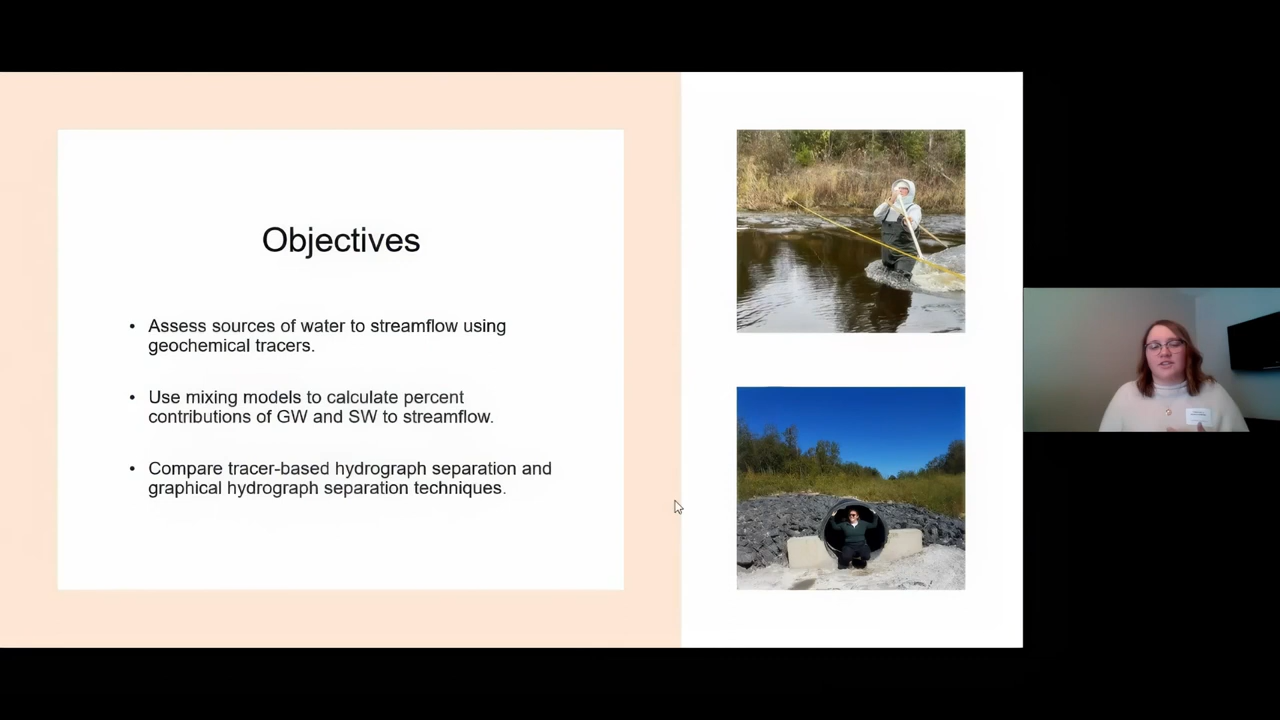 Objectives
• Assess sources of water to streamflow using
geochemical tracers.
• Use mixing models to calculate percent
contributions of GW and SW to streamflow.
• Compare tracer-based hydrograph separation and
graphical hydrograph separation techniques.